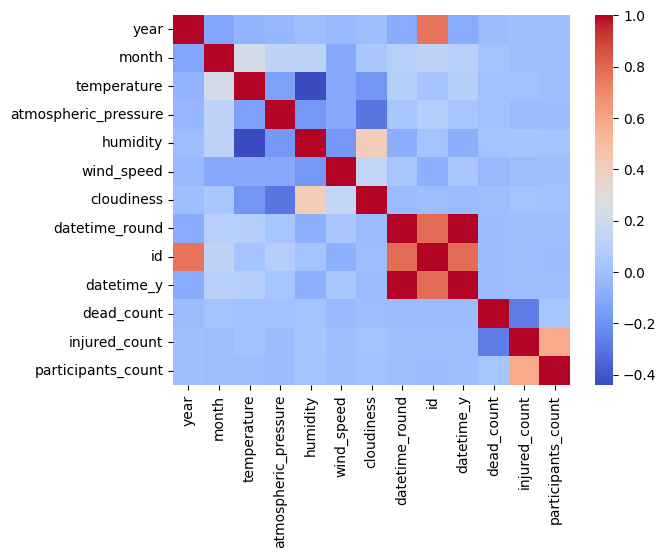 year
month
temperature
atmospheric_pressure
humidity
wind_speed
cloudiness
datetime_round
id
datetime_y
dead_count
injured_count
participants_count
year
month
temperature
atmospheric_pressure
humidity
wind_speed
cloudiness
datetime_round
id
datetime_y
dead_count
injured_count
participants_count
1.0
0.8
0.6
0.4
0.2
0.0
−0.2
−0.4